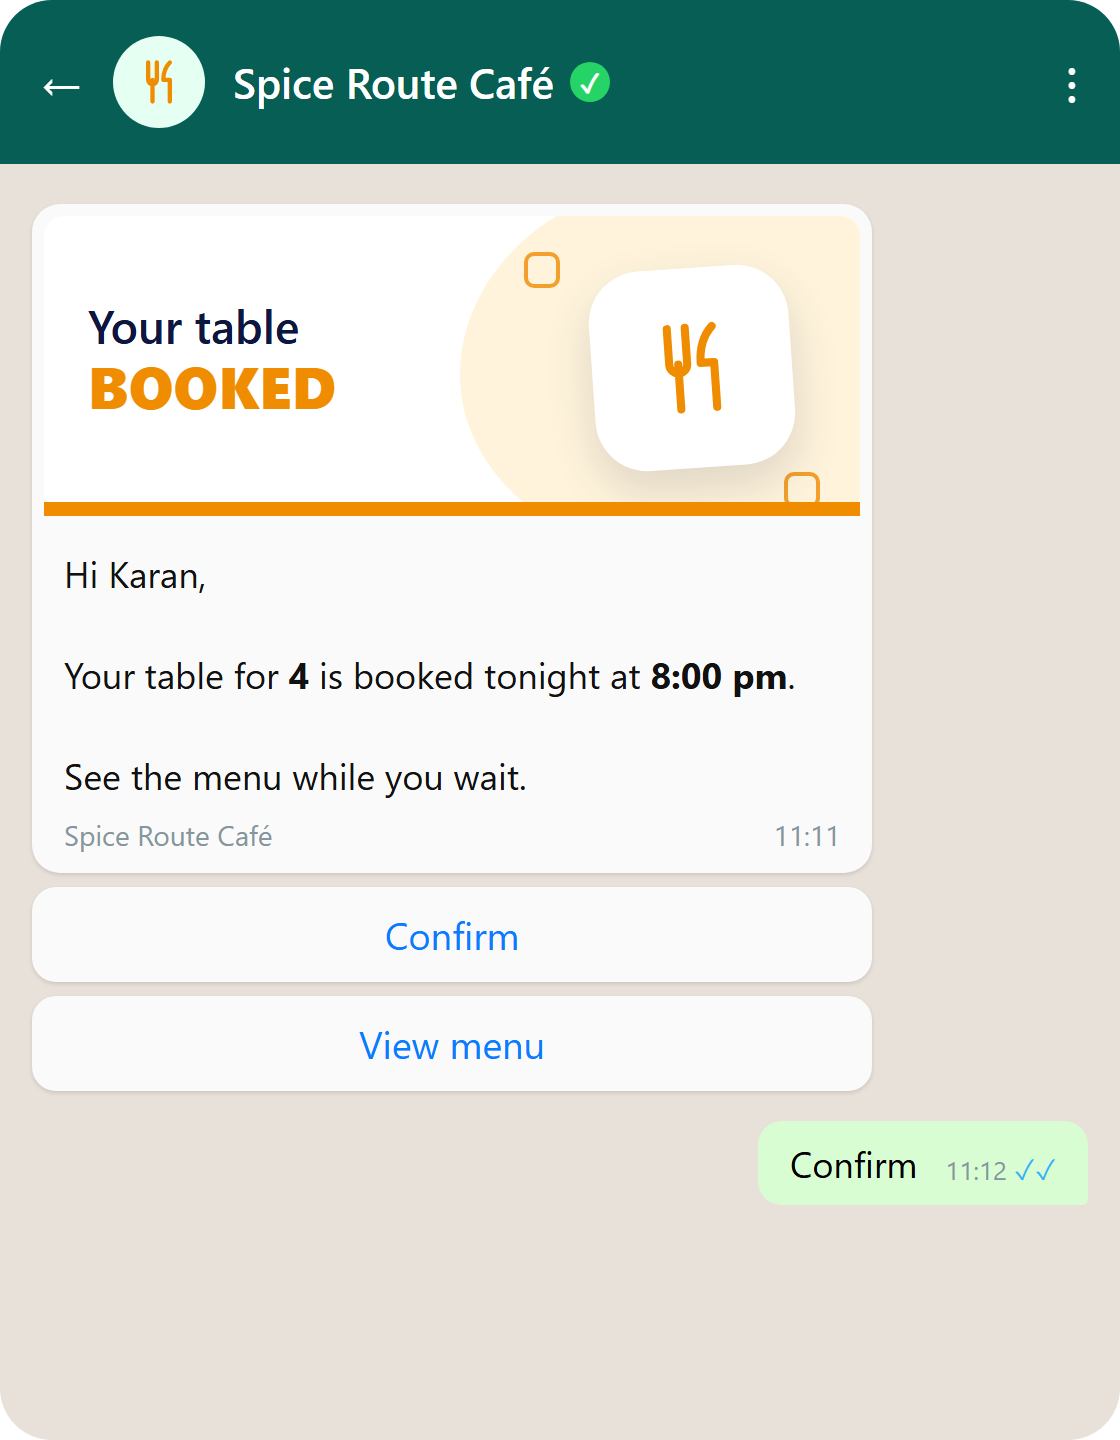 Spice Route Café
Your table
BOOKED
Hi Karan,
Your table for 4 is booked tonight at 8:00 pm.
See the menu while you wait.
Spice Route Café 11:11
Confirm
View menu
Confirm 11:12